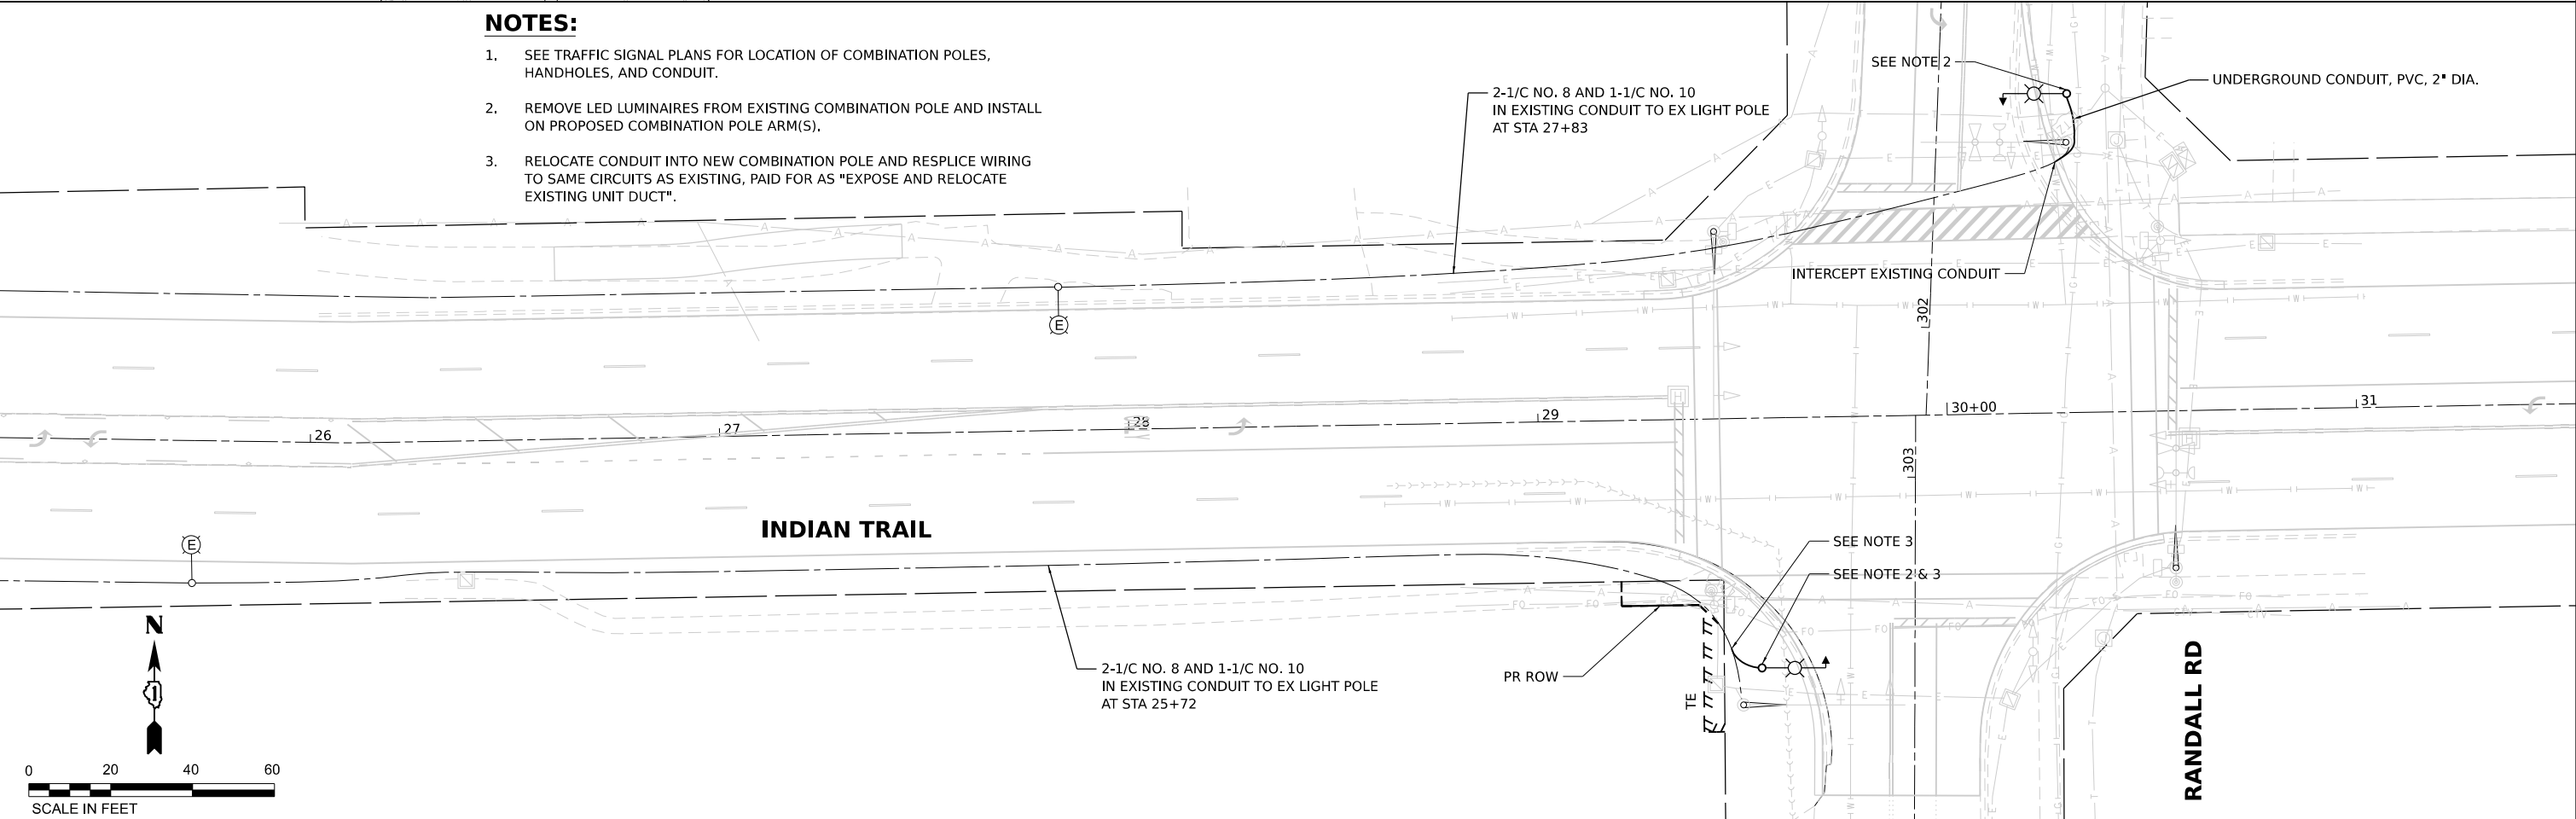 NOTES:
1. SEE TRAFFIC SIGNAL PLANS FOR LOCATION OF COMBINATION POLES,
HANDHOLES, AND CONDUIT.
2. REMOVE LED LUMINAIRES FROM EXISTING COMBINATION POLE AND INSTALL
ON PROPOSED COMBINATION POLE ARM(S).
3. RELOCATE CONDUIT INTO NEW COMBINATION POLE AND RESPLICE WIRING
TO SAME CIRCUITS AS EXISTING, PAID FOR AS "EXPOSE AND RELOCATE
EXISTING UNIT DUCT".
2-1/C NO. 8 AND 1-1/C NO. 10
IN EXISTING CONDUIT TO EX LIGHT POLE
AT STA 27+83
SEE NOTE 2
UNDERGROUND CONDUIT, PVC, 2" DIA.
INTERCEPT EXISTING CONDUIT
302
E
26
27
28
29
30+00
31
303
INDIAN TRAIL
E
SEE NOTE 3
SEE NOTE 2 & 3
2-1/C NO. 8 AND 1-1/C NO. 10
IN EXISTING CONDUIT TO EX LIGHT POLE
AT STA 25+72
PR ROW
TE
RANDALL RD
N
1
0 20 40 60
SCALE IN FEET